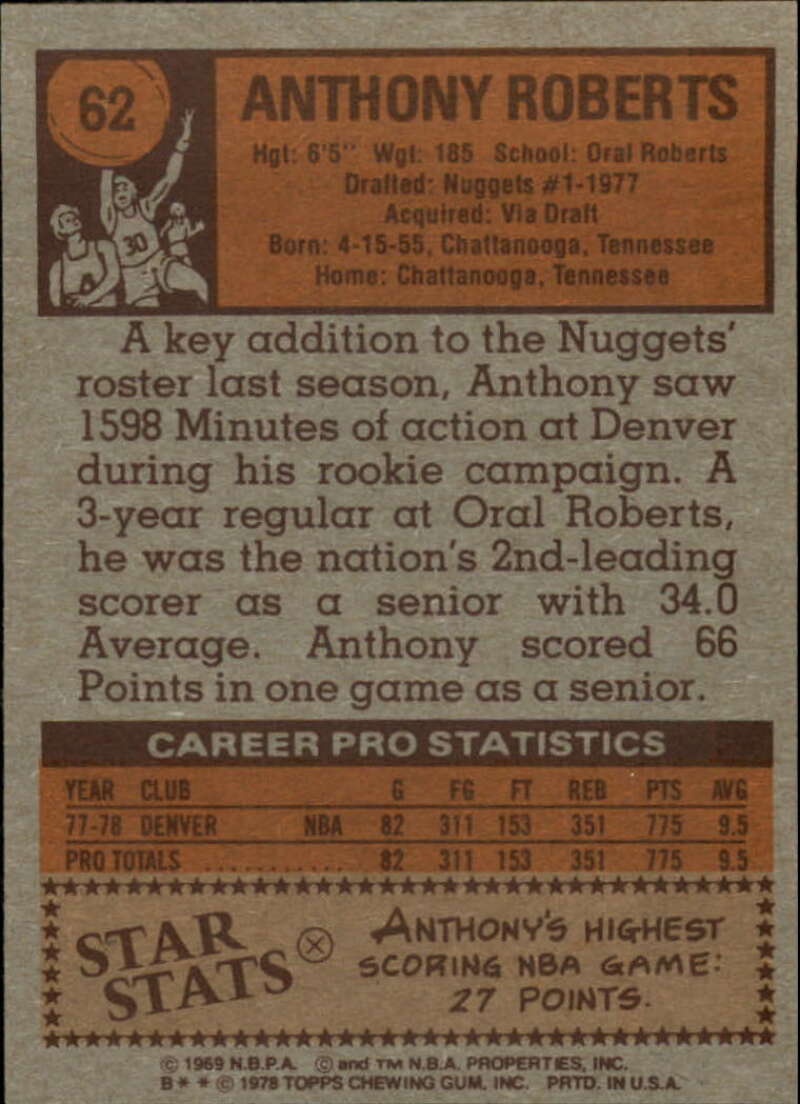 62
ANTHONY ROBERTS
Hgt: 6'5" Wgt: 185 School: Oral Roberts
Drafted: Nuggets #1-1977
Acquired: Via Draft
Born: 4-15-55, Chattanooga, Tennessee
Home: Chattanooga, Tennessee
30
A key addition to the Nuggets'
roster last season, Anthony saw
1598 Minutes of action at Denver
during his rookie campaign. A
3-year regular at Oral Roberts,
he was the nation's 2nd-leading
scorer as a senior with 34.0
Average. Anthony scored 66
Points in one game as a senior.
CAREER PRO STATISTICS
YEAR CLUB G FG FT REB PTS AVG
77-78 DENVER NBA 82 311 153 351 775 9.5
PRO TOTALS ............ 82 311 153 351 775 9.5
STAR STATS
ANTHONY'S HIGHEST
SCORING NBA GAME:
27 POINTS.
© 1969 N.B.P.A. © and TM N.B.A. PROPERTIES, INC.
B* * © 1978 TOPPS CHEWING GUM, INC. PRTD. IN U.S.A.